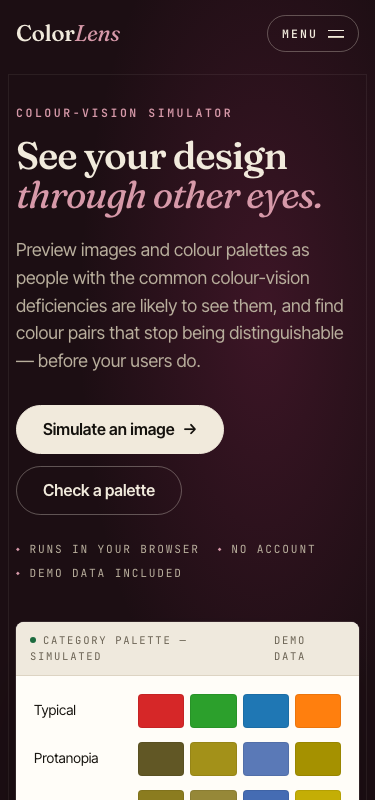 ColorLens
MENU
COLOUR-VISION SIMULATOR
See your design
through other eyes.
Preview images and colour palettes as
people with the common colour-vision
deficiencies are likely to see them, and find
colour pairs that stop being distinguishable
— before your users do.
Simulate an image →
Check a palette
RUNS IN YOUR BROWSER
NO ACCOUNT
DEMO DATA INCLUDED
CATEGORY PALETTE —
SIMULATED
DEMO
DATA
Typical
Protanopia